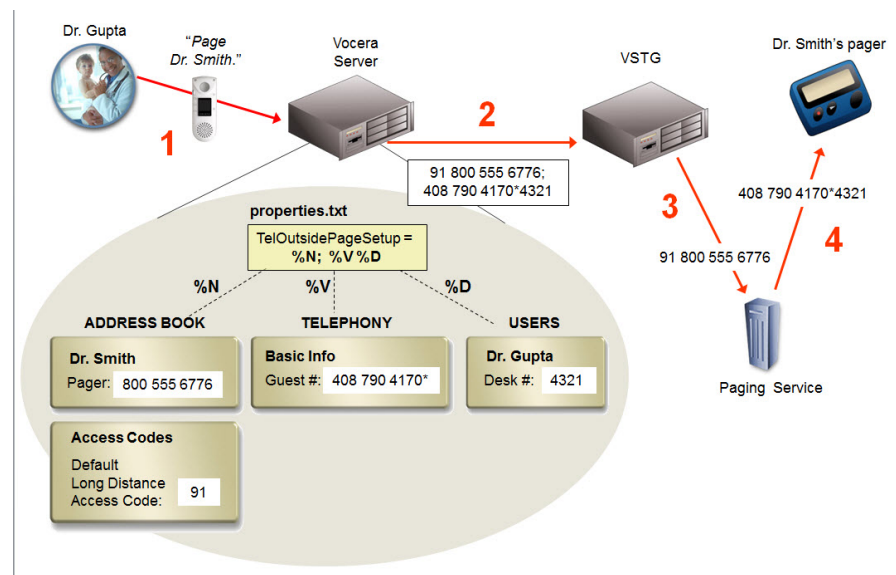 Dr. Gupta
“Page
Dr. Smith.”
Vocera
Server
VSTG
Dr. Smith’s pager
1
2
91 800 555 6776;
408 790 4170*4321
3
408 790 4170*4321
4
91 800 555 6776
Paging Service
properties.txt
TelOutsidePageSetup =
%N; %V %D
%N
%V
%D
ADDRESS BOOK
TELEPHONY
USERS
Dr. Smith
Pager: 800 555 6776
Basic Info
Guest #: 408 790 4170*
Dr. Gupta
Desk #: 4321
Access Codes
Default
Long Distance
Access Code: 91